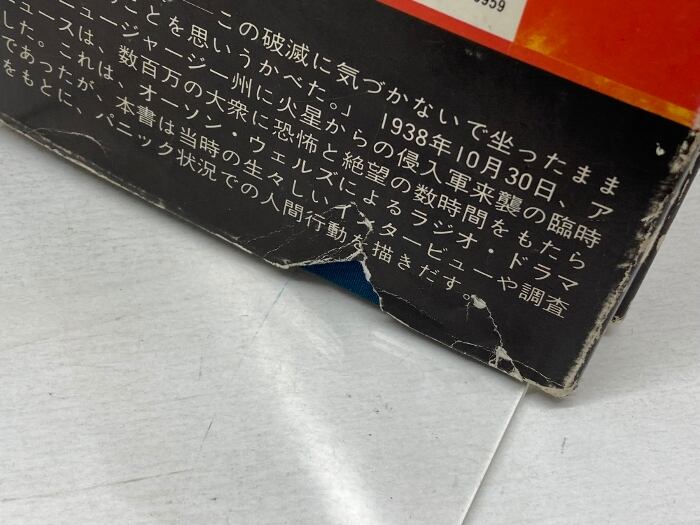 959
この破滅に気づかないで坐ったまま
ことを思いうかべた。」 1938年10月30日、ア
ニュージャージー州に火星からの侵入軍来襲の臨時
ュースは、数百万の大衆に恐怖と絶望の数時間をもたら
した。これは、オーソン・ウェルズによるラジオ・ドラマ
であったが、本書は当時の生々しいインタービューや調査
をもとに、パニック状況での人間行動を描きだす。